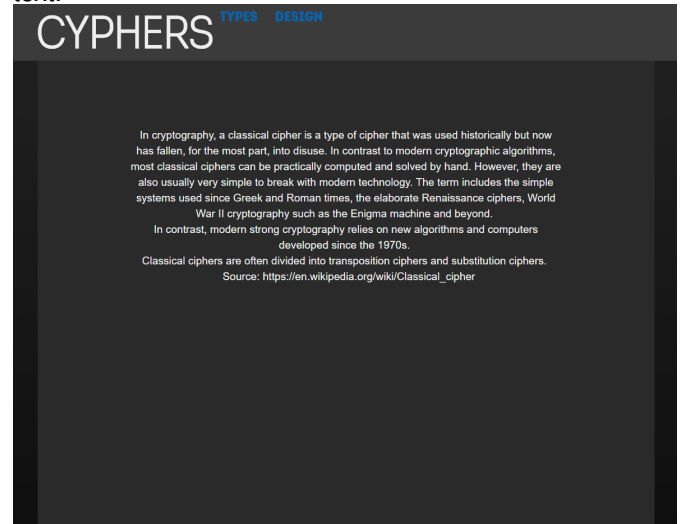 CYPHERS
TYPES DESIGN
In cryptography, a classical cipher is a type of cipher that was used historically but now
has fallen, for the most part, into disuse. In contrast to modern cryptographic algorithms,
most classical ciphers can be practically computed and solved by hand. However, they are
also usually very simple to break with modern technology. The term includes the simple
systems used since Greek and Roman times, the elaborate Renaissance ciphers, World
War II cryptography such as the Enigma machine and beyond.
In contrast, modern strong cryptography relies on new algorithms and computers
developed since the 1970s.
Classical ciphers are often divided into transposition ciphers and substitution ciphers.
Source: https://en.wikipedia.org/wiki/Classical_cipher